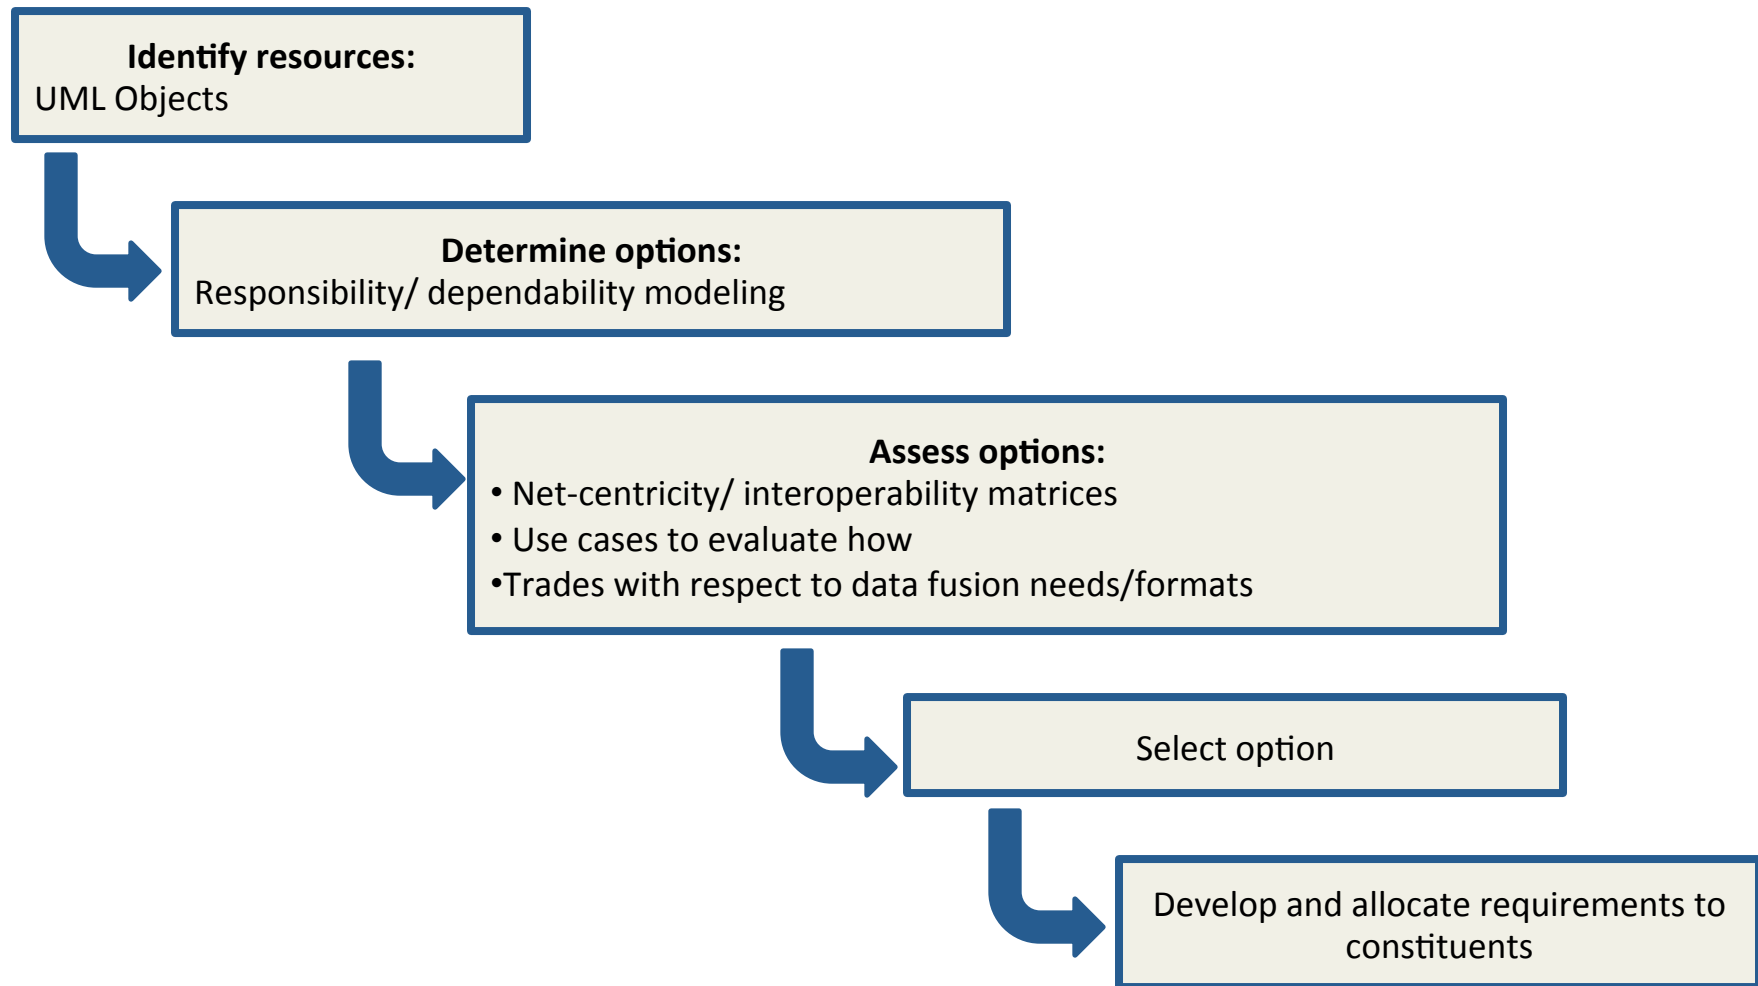 Identify resources:
UML Objects
Determine options:
Responsibility/ dependability modeling
Assess options:
• Net-centricity/ interoperability matrices
• Use cases to evaluate how
•Trades with respect to data fusion needs/formats
Select option
Develop and allocate requirements to
constituents